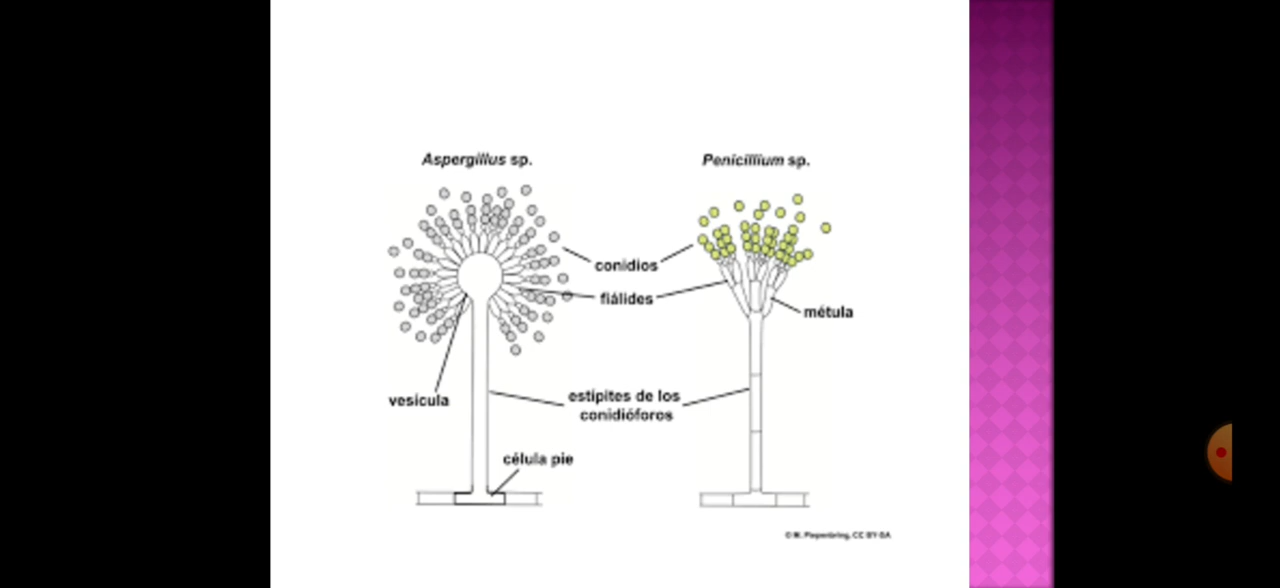 Aspergillus sp.
Penicillium sp.
conidios
fiálides
métula
vesícula
estípites de los
conidióforos
célula pie
© M. Piepenbring, CC BY-SA